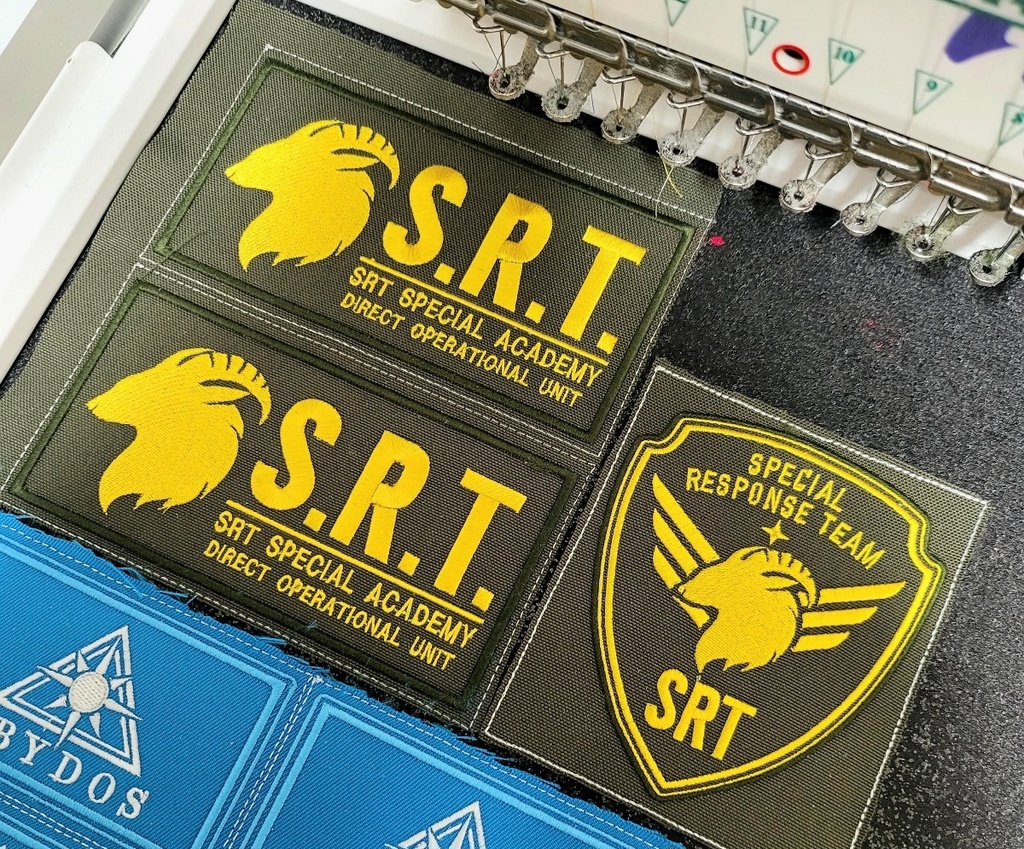 11
10
9
S.R.T.
SRT SPECIAL ACADEMY
DIRECT OPERATIONAL UNIT
S.R.T.
SRT SPECIAL ACADEMY
DIRECT OPERATIONAL UNIT
SPECIAL
RESPONSE TEAM
SRT
BYDOS